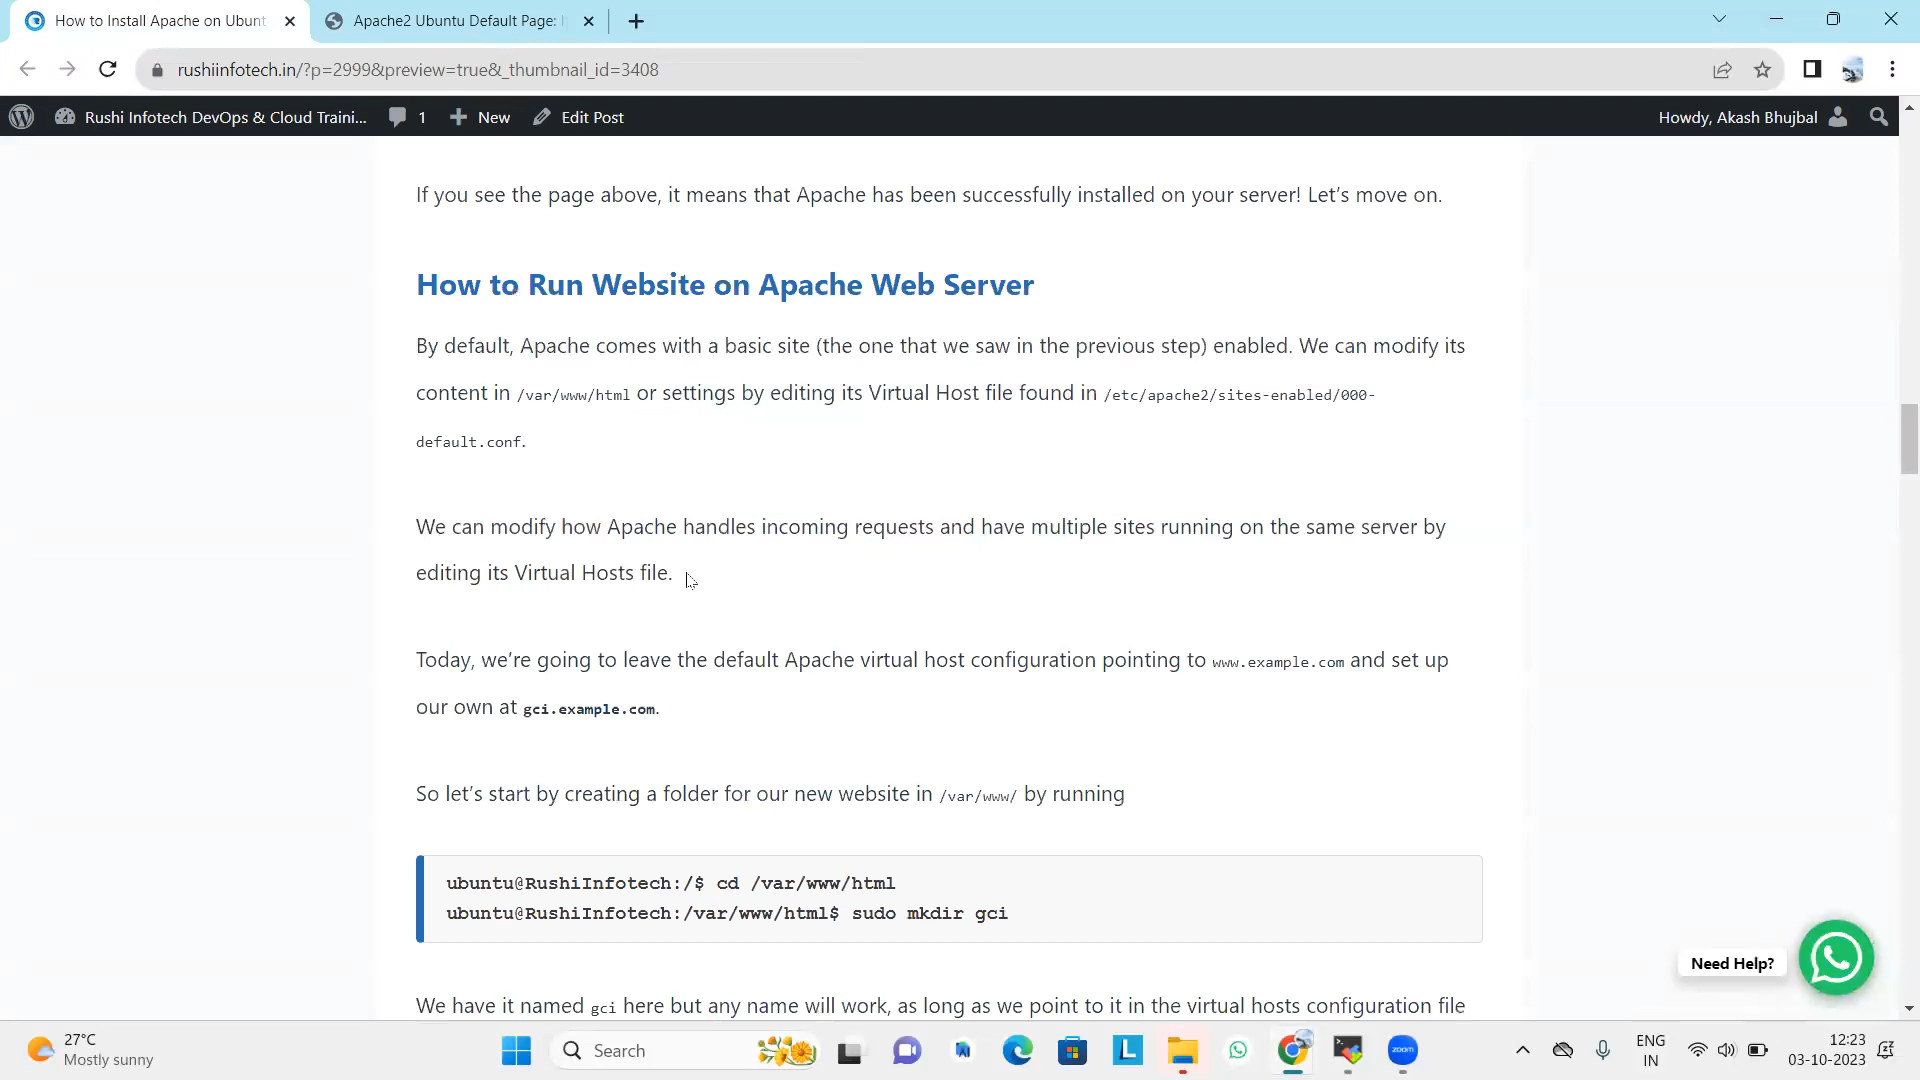 How to Install Apache on Ubunt
Apache2 Ubuntu Default Page:
rushiinfotech.in/?p=2999&preview=true&_thumbnail_id=3408
Rushi Infotech DevOps & Cloud Traini... 1 New Edit Post Howdy, Akash Bhujbal
If you see the page above, it means that Apache has been successfully installed on your server! Let’s move on.
How to Run Website on Apache Web Server
By default, Apache comes with a basic site (the one that we saw in the previous step) enabled. We can modify its
content in /var/www/html or settings by editing its Virtual Host file found in /etc/apache2/sites-enabled/000-
default.conf.
We can modify how Apache handles incoming requests and have multiple sites running on the same server by
editing its Virtual Hosts file.
Today, we’re going to leave the default Apache virtual host configuration pointing to www.example.com and set up
our own at gci.example.com.
So let’s start by creating a folder for our new website in /var/www/ by running
ubuntu@RushiInfotech:/$ cd /var/www/html
ubuntu@RushiInfotech:/var/www/html$ sudo mkdir gci
Need Help?
We have it named gci here but any name will work, as long as we point to it in the virtual hosts configuration file
27°C
Mostly sunny
Search
zoom
ENG
IN
12:23
03-10-2023